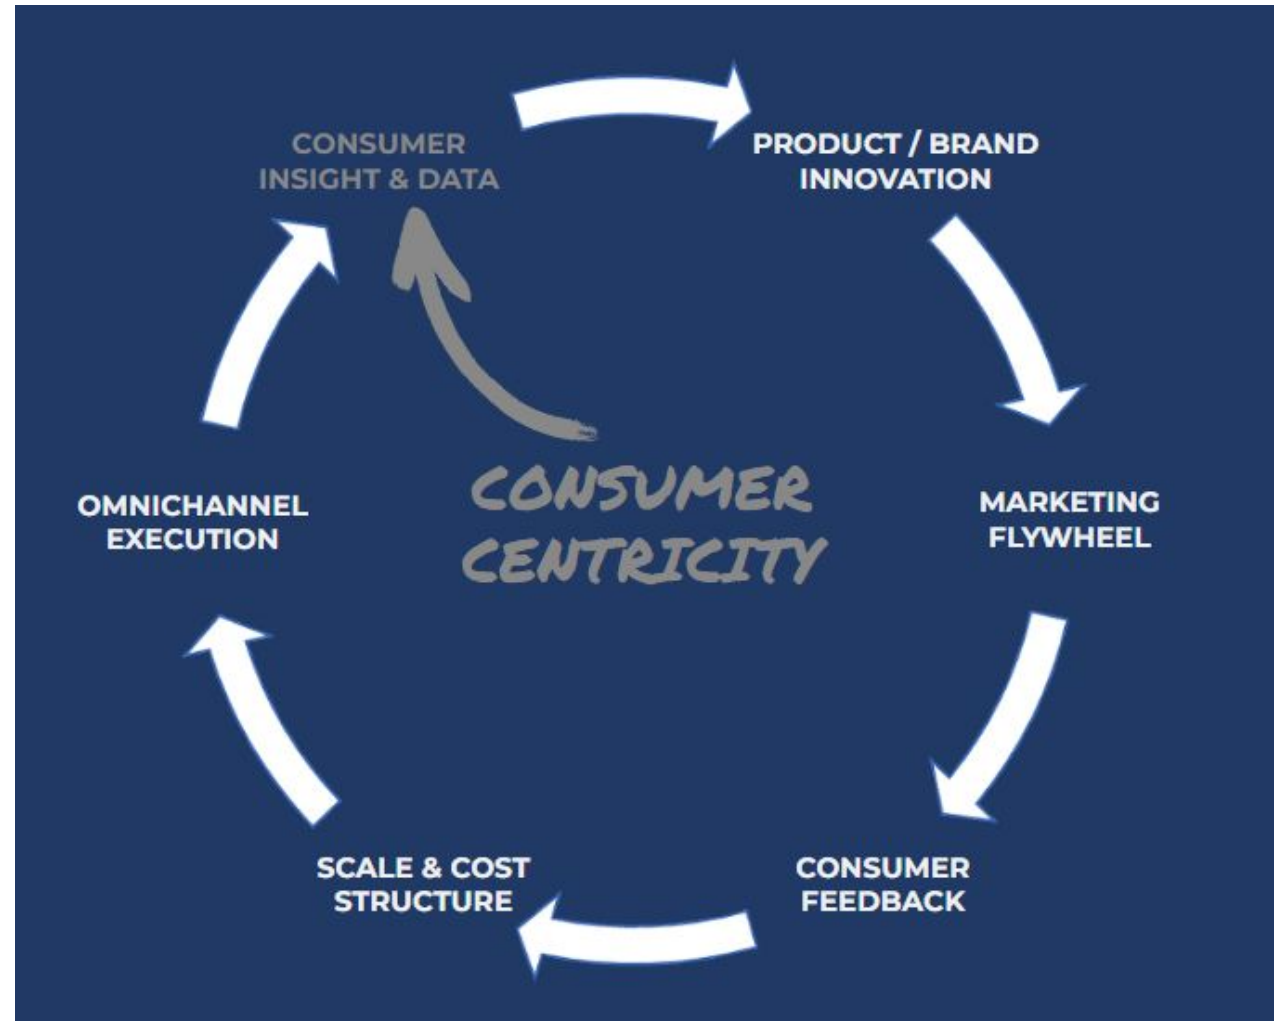 CONSUMER
INSIGHT & DATA
PRODUCT / BRAND
INNOVATION
MARKETING
FLYWHEEL
CONSUMER
FEEDBACK
SCALE & COST
STRUCTURE
OMNICHANNEL
EXECUTION
CONSUMER
CENTRICITY